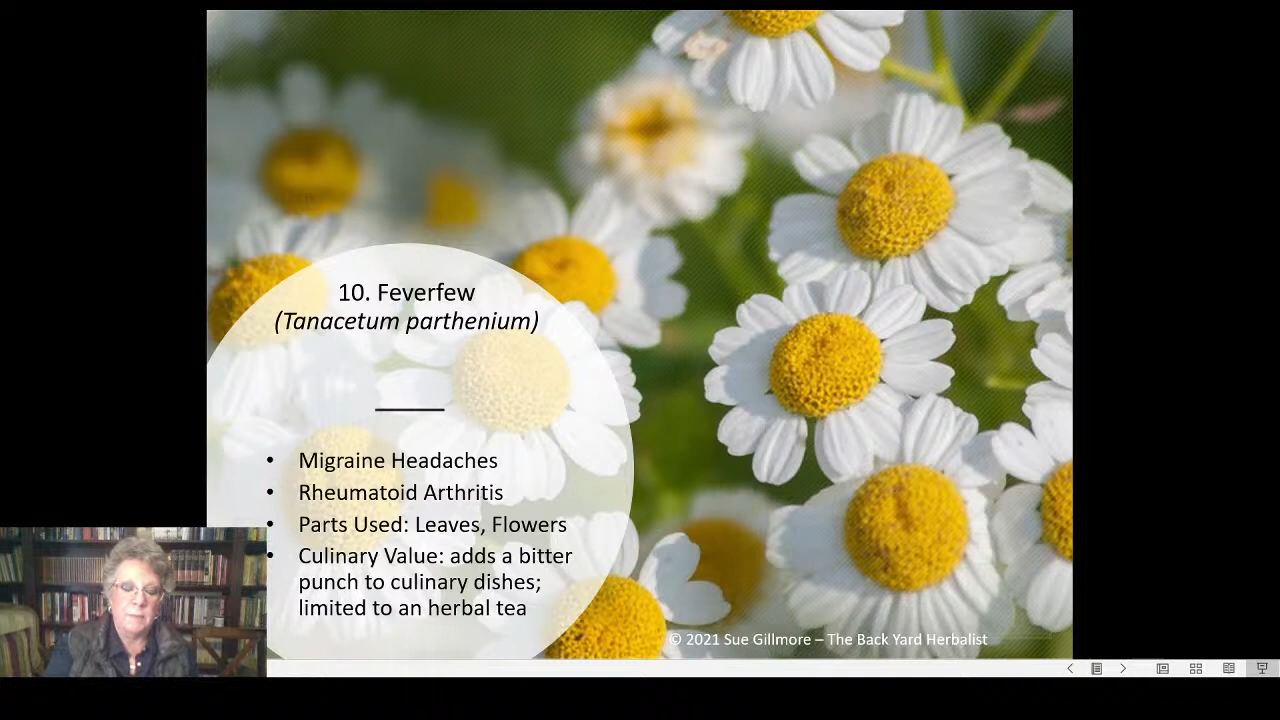 10. Feverfew
(Tanacetum parthenium)
• Migraine Headaches
• Rheumatoid Arthritis
• Parts Used: Leaves, Flowers
• Culinary Value: adds a bitter
punch to culinary dishes;
limited to an herbal tea
© 2021 Sue Gillmore – The Back Yard Herbalist